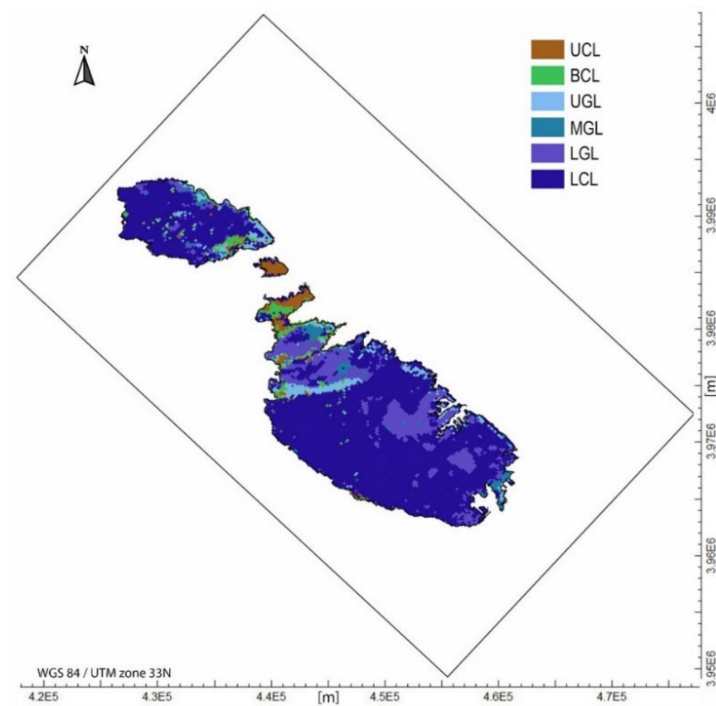 N
UCL
BCL
UGL
MGL
LGL
LCL
4E6
3.99E6
3.98E6
[m]
3.97E6
3.96E6
3.95E6
WGS 84 / UTM zone 33N
4.2E5
4.3E5
4.4E5
[m]
4.5E5
4.6E5
4.7E5